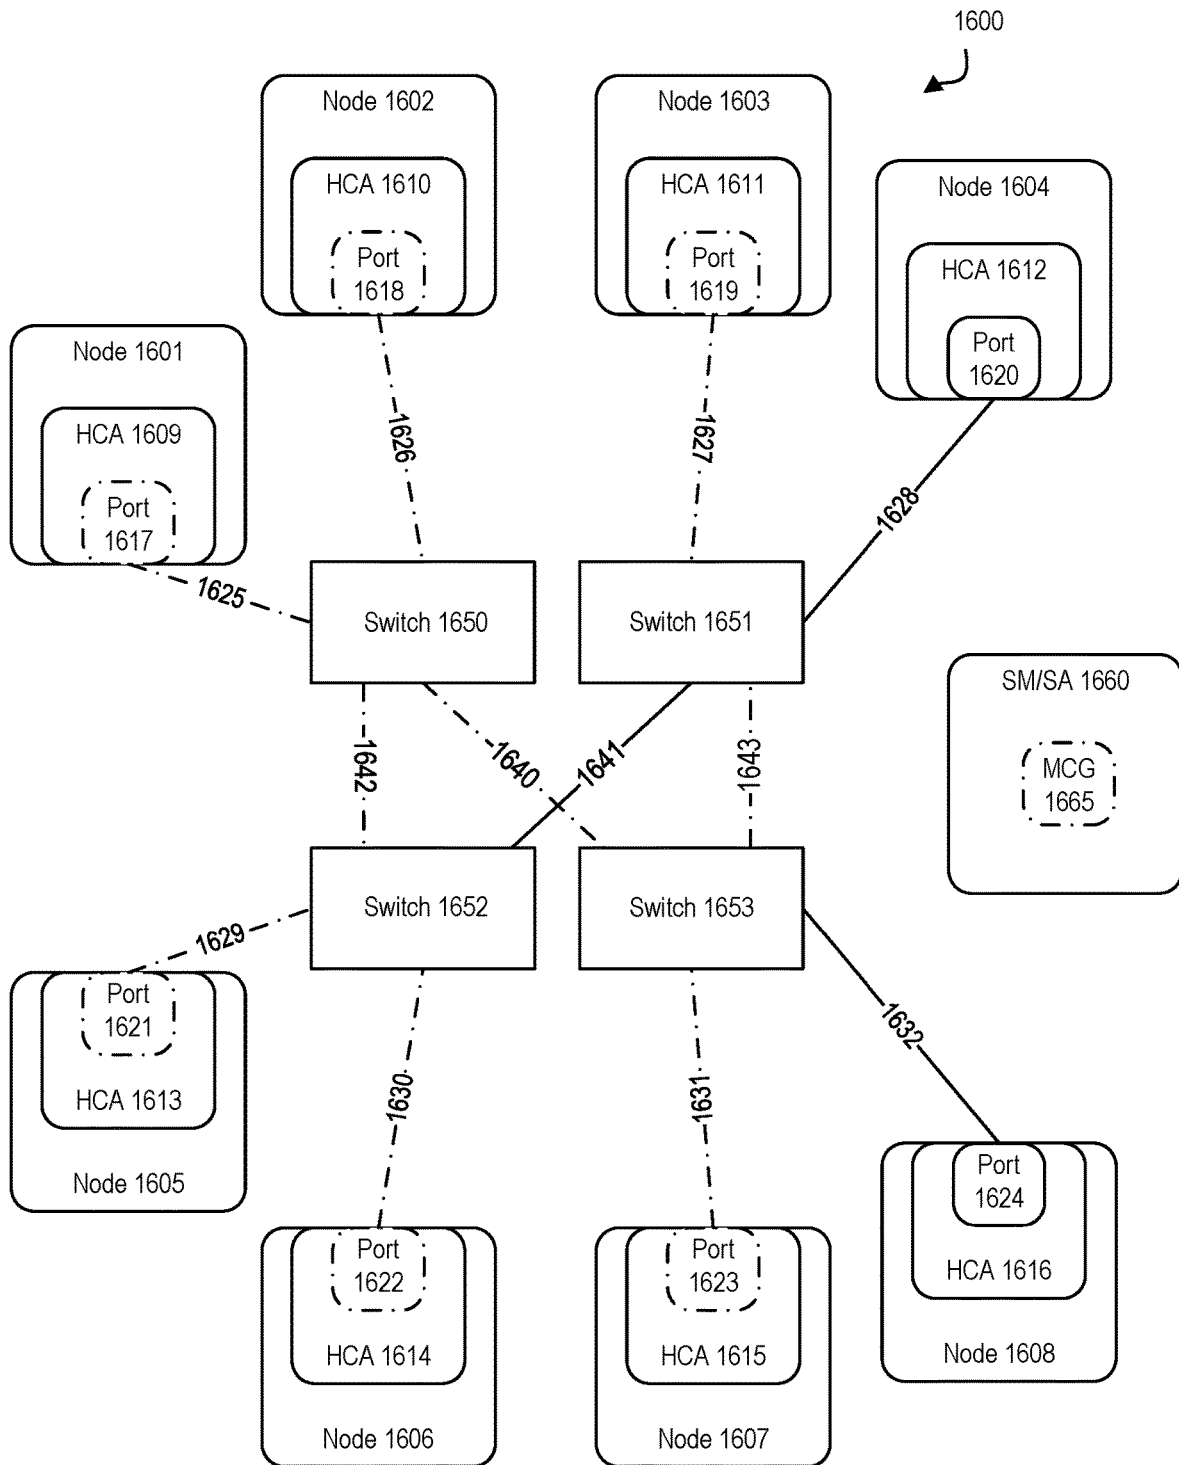 1600
Node 1602
HCA 1610
Port
1618
Node 1603
HCA 1611
Port
1619
Node 1604
HCA 1612
Port
1620
Node 1601
HCA 1609
Port
1617
1626
1627
1628
1625
Switch 1650
Switch 1651
SM/SA 1660
MCG
1665
1642
1640
1641
1643
Switch 1652
Switch 1653
1629
1630
1631
1632
Port
1621
HCA 1613
Node 1605
Port
1622
HCA 1614
Node 1606
Port
1623
HCA 1615
Node 1607
Port
1624
HCA 1616
Node 1608